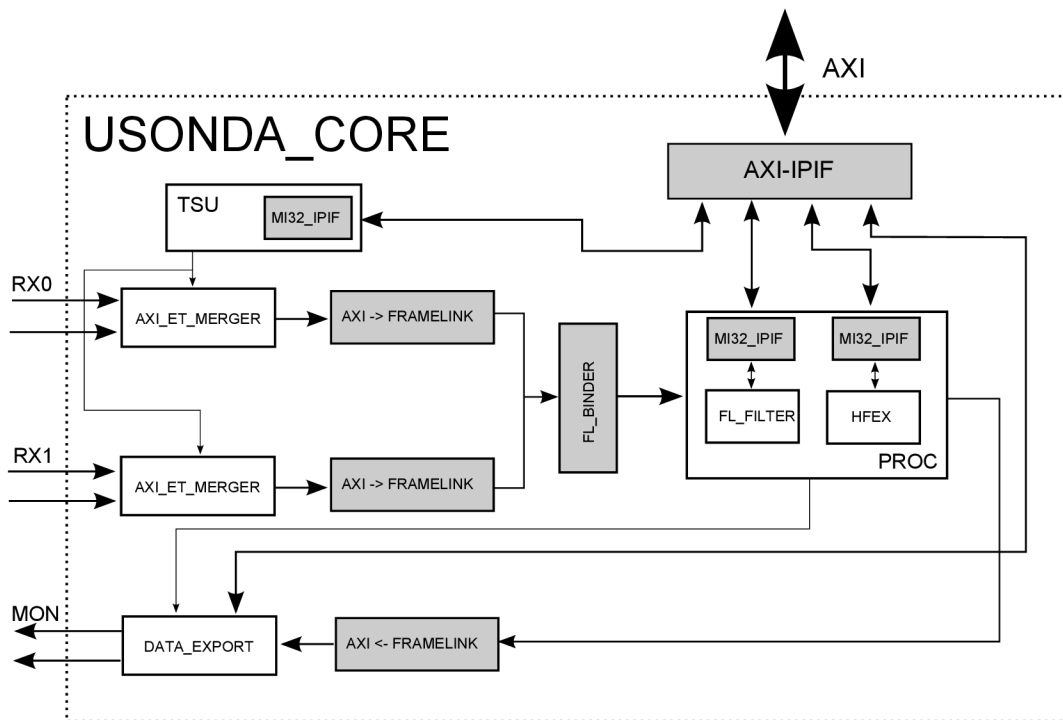 AXI
USONDA_CORE
AXI-IPIF
TSU
MI32_IPIF
RX0
AXI_ET_MERGER
AXI -> FRAMELINK
MI32_IPIF
MI32_IPIF
FL_BINDER
FL_FILTER
HFEX
PROC
RX1
AXI_ET_MERGER
AXI -> FRAMELINK
MON
DATA_EXPORT
AXI <- FRAMELINK